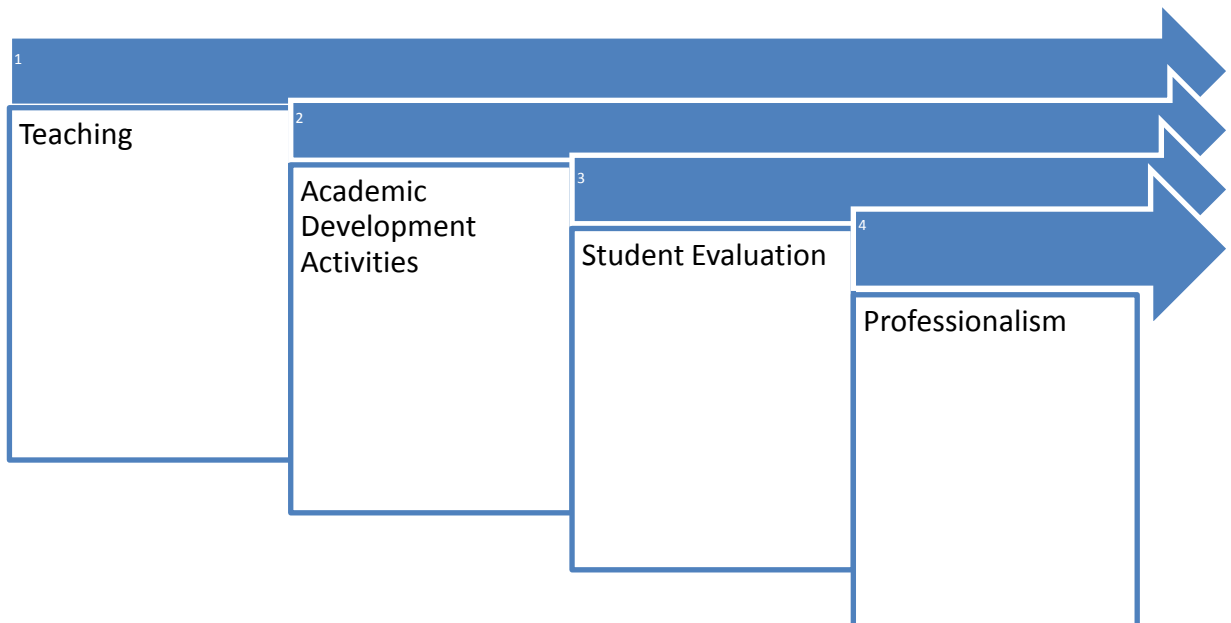 1
Teaching
2
Academic
Development
Activities
3
Student Evaluation
4
Professionalism